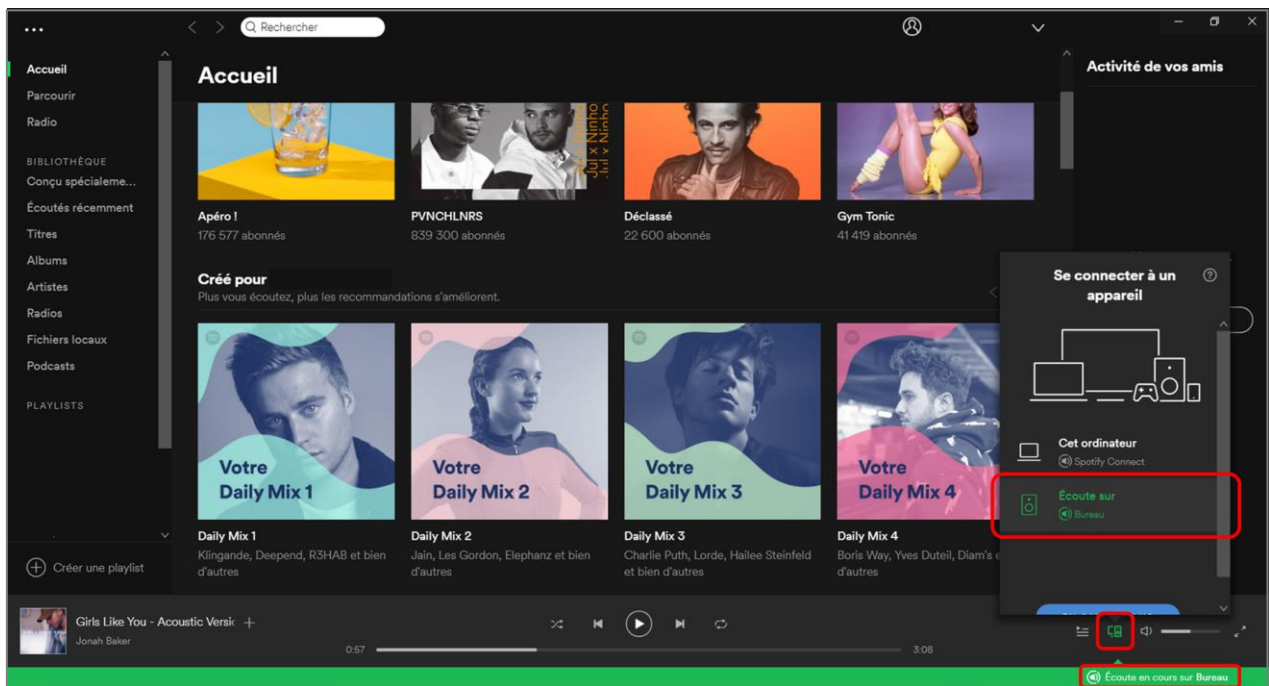 Rechercher
Accueil
Parcourir
Radio
BIBLIOTHÈQUE
Conçu spécialeme...
Écoutés récemment
Titres
Albums
Artistes
Radios
Fichiers locaux
Podcasts
PLAYLISTS
Créer une playlist
Accueil
Jul x Ninho
Jul x Ninho
Apéro !
176 577 abonnés
PVNCHLNRS
839 300 abonnés
Déclassé
22 600 abonnés
Gym Tonic
41 419 abonnés
Créé pour
Plus vous écoutez, plus les recommandations s'améliorent.
Votre
Daily Mix 1
Votre
Daily Mix 2
Votre
Daily Mix 3
Votre
Daily Mix 4
Daily Mix 1
Klingande, Deepend, R3HAB et bien
d'autres
Daily Mix 2
Jain, Les Gordon, Elephanz et bien
d'autres
Daily Mix 3
Charlie Puth, Lorde, Hailee Steinfeld
et bien d'autres
Daily Mix 4
Boris Way, Yves Duteil, Diam's
d'autres
Activité de vos amis
Se connecter à un
appareil
Cet ordinateur
Spotify Connect
Écoute sur
Bureau
Girls Like You - Acoustic Versic
Jonah Baker
0:57
3:08
Écoute en cours sur Bureau